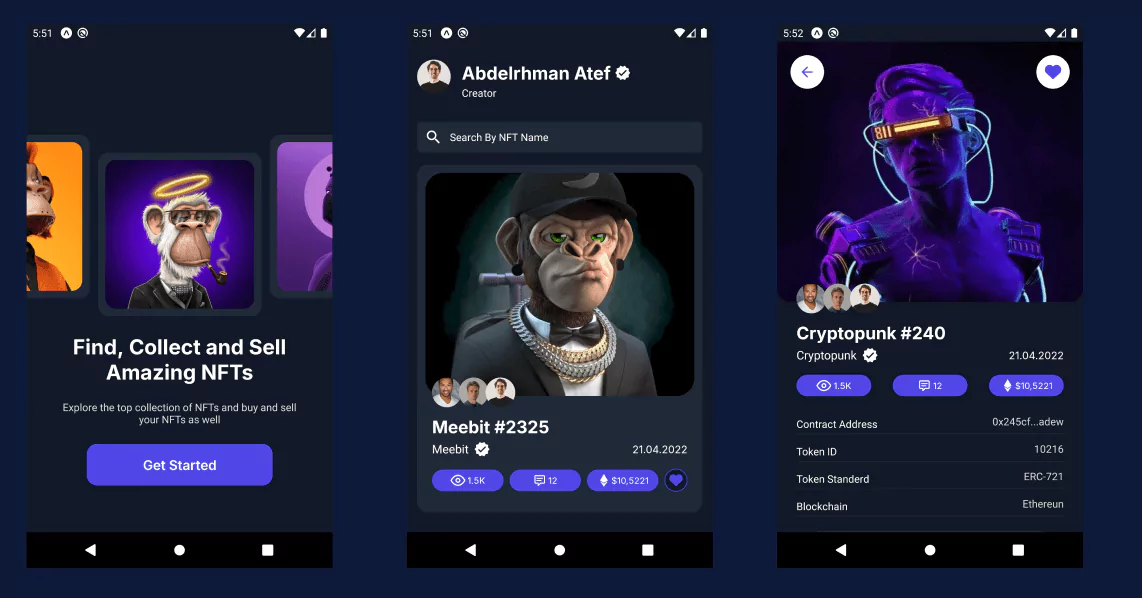 5:51
Find, Collect and Sell
Amazing NFTs
Explore the top collection of NFTs and buy and sell
your NFTs as well
Get Started
5:51
Abdelrhman Atef
Creator
Search By NFT Name
Meebit #2325
Meebit
21.04.2022
1.5K
12
$10,5221
5:52
811
Cryptopunk #240
Cryptopunk
21.04.2022
1.5K
12
$10,5221
Contract Address
0x245cf...adew
Token ID
10216
Token Standerd
ERC-721
Blockchain
Ethereun